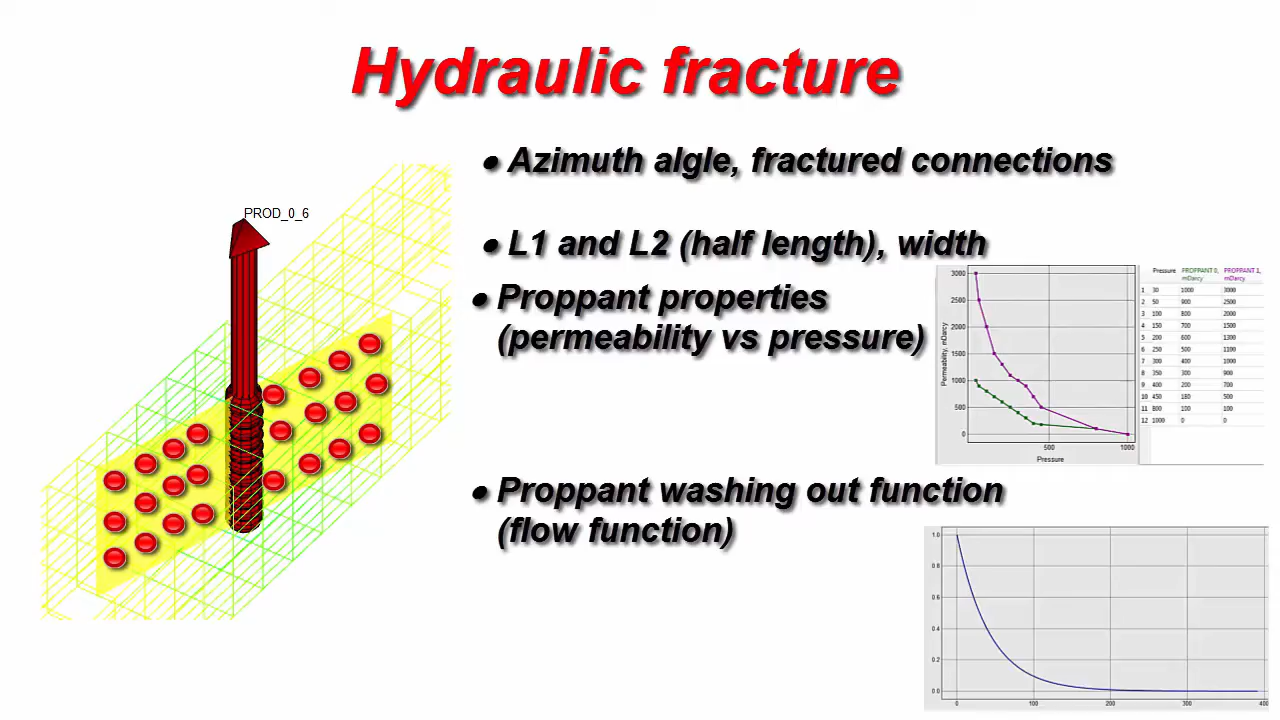 Hydraulic fracture
• Azimuth algle, fractured connections
PROD_0_6
• L1 and L2 (half length), width
• Proppant properties
(permeability vs pressure)
3000
2500
2000
1500
1000
500
0
Permeability, mDarcy
500 1000
Pressure
Pressure PROPPANT 0, mDarcy PROPPANT 1, mDarcy
1 30 1000 3000
2 50 900 2500
3 100 800 2000
4 150 700 1500
5 200 600 1300
6 250 500 1100
7 300 400 1000
8 350 300 900
9 400 200 700
10 450 180 500
11 800 100 100
12 1000 0 0
• Proppant washing out function
(flow function)
1.0
0.8
0.6
0.4
0.2
0.0
0 100 200 300 400